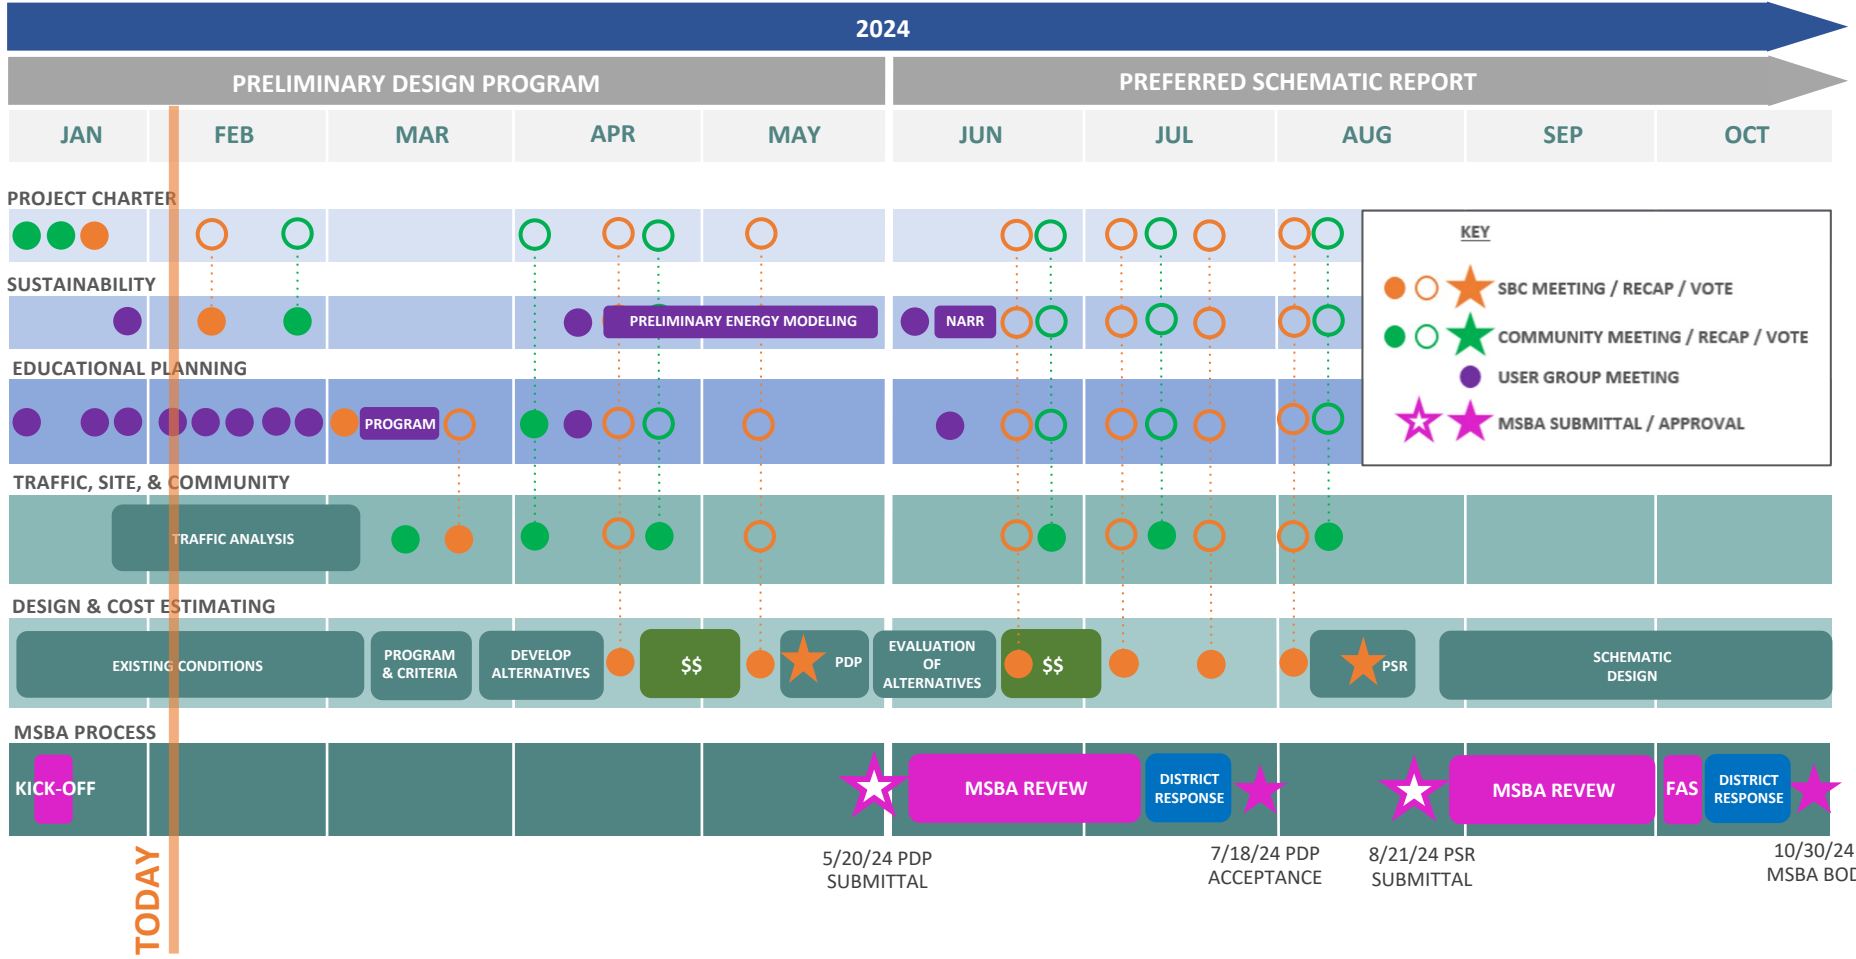 2024
PRELIMINARY DESIGN PROGRAM
PREFERRED SCHEMATIC REPORT
JAN
FEB
MAR
APR
MAY
JUN
JUL
AUG
SEP
OCT
PROJECT CHARTER
SUSTAINABILITY
PRELIMINARY ENERGY MODELING
NARR
EDUCATIONAL PLANNING
PROGRAM
KEY
SBC MEETING / RECAP / VOTE
COMMUNITY MEETING / RECAP / VOTE
USER GROUP MEETING
MSBA SUBMITTAL / APPROVAL
TRAFFIC, SITE, & COMMUNITY
TRAFFIC ANALYSIS
DESIGN & COST ESTIMATING
EXISTING CONDITIONS
PROGRAM
& CRITERIA
DEVELOP
ALTERNATIVES
$$
PDP
EVALUATION
OF
ALTERNATIVES
$$
PSR
SCHEMATIC
DESIGN
MSBA PROCESS
KICK-OFF
MSBA REVEW
DISTRICT
RESPONSE
MSBA REVEW
FAS
DISTRICT
RESPONSE
5/20/24 PDP
SUBMITTAL
7/18/24 PDP
ACCEPTANCE
8/21/24 PSR
SUBMITTAL
10/30/24
MSBA BOD
TODAY